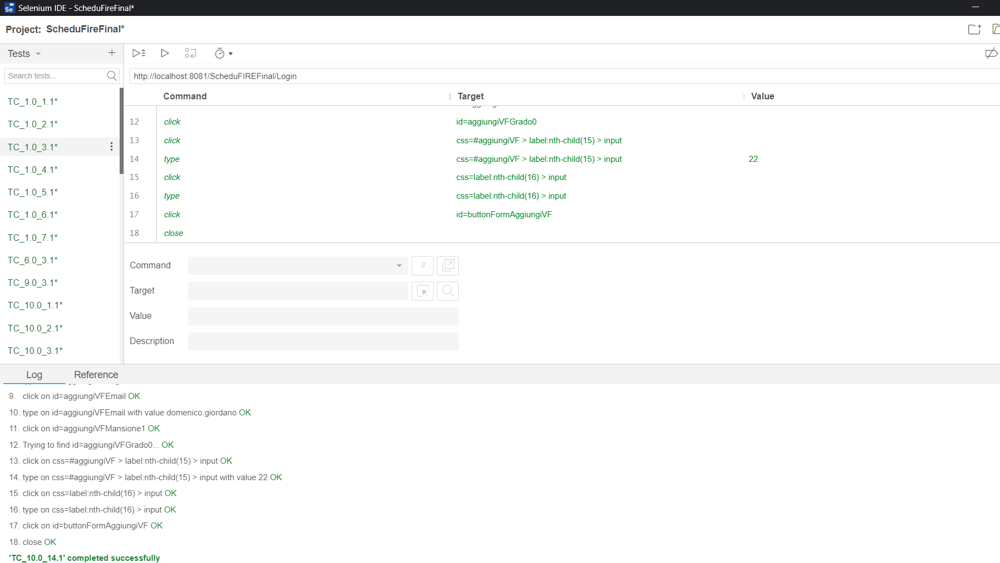 Selenium IDE - ScheduFireFinal*
Project: ScheduFireFinal*
Tests
Search tests...
http://localhost:8081/ScheduFIREFinal/Login
Command Target Value
TC_1.0_1.1*
TC_1.0_2.1*
TC_1.0_3.1*
TC_1.0_4.1*
TC_1.0_5.1*
TC_1.0_6.1*
TC_1.0_7.1*
TC_6.0_3.1*
TC_9.0_3.1*
TC_10.0_1.1*
TC_10.0_2.1*
TC_10.0_3.1*
12 click id=aggiungiVFGrado0
13 click css=#aggiungiVF > label:nth-child(15) > input
14 type css=#aggiungiVF > label:nth-child(15) > input 22
15 click css=label:nth-child(16) > input
16 type css=label:nth-child(16) > input
17 click id=buttonFormAggiungiVF
18 close
Command //
Target
Value
Description
Log Reference
9. click on id=aggiungiVFEmail OK
10. type on id=aggiungiVFEmail with value domenico.giordano OK
11. click on id=aggiungiVFMansione1 OK
12. Trying to find id=aggiungiVFGrado0... OK
13. click on css=#aggiungiVF > label:nth-child(15) > input OK
14. type on css=#aggiungiVF > label:nth-child(15) > input with value 22 OK
15. click on css=label:nth-child(16) > input OK
16. type on css=label:nth-child(16) > input OK
17. click on id=buttonFormAggiungiVF OK
18. close OK
'TC_10.0_14.1' completed successfully